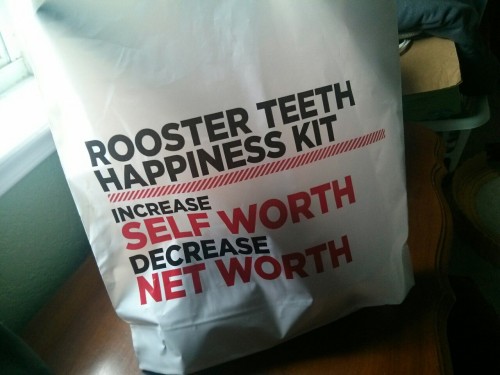 ROOSTER TEETH
HAPPINESS KIT
INCREASE
SELF WORTH
DECREASE
NET WORTH